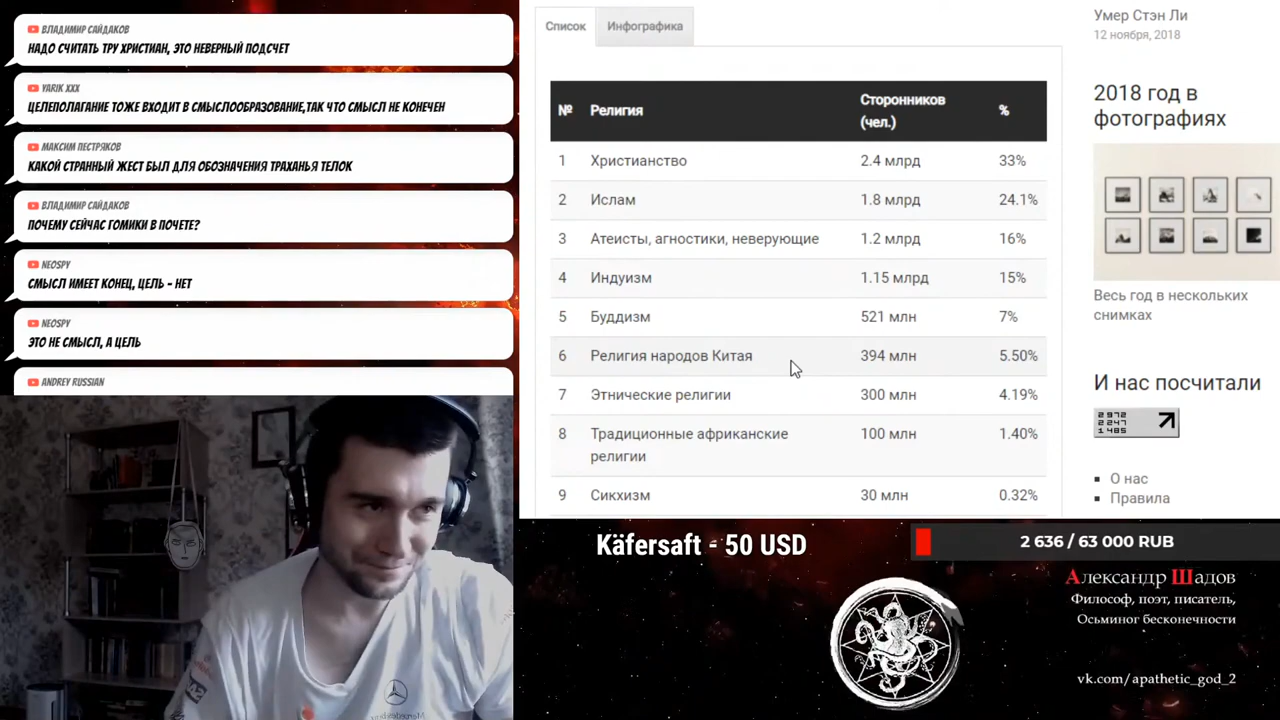 ВЛАДИМИР САЙДАКОВ
НАДО СЧИТАТЬ ТРУ ХРИСТИАН, ЭТО НЕВЕРНЫЙ ПОДСЧЕТ
YARIK XXX
ЦЕЛЕПОЛАГАНИЕ ТОЖЕ ВХОДИТ В СМЫСЛООБРАЗОВАНИЕ,ТАК ЧТО СМЫСЛ НЕ КОНЕЧЕН
МАКСИМ ПЕСТРЯКОВ
КАКОЙ СТРАННЫЙ ЖЕСТ БЫЛ ДЛЯ ОБОЗНАЧЕНИЯ ТРАХАНЬЯ ТЕЛОК
ВЛАДИМИР САЙДАКОВ
ПОЧЕМУ СЕЙЧАС ГОМИКИ В ПОЧЕТЕ?
NEOSPY
СМЫСЛ ИМЕЕТ КОНЕЦ, ЦЕЛЬ - НЕТ
NEOSPY
ЭТО НЕ СМЫСЛ, А ЦЕЛЬ
ANDREY RUSSIAN
Список Инфографика
№ Религия Сторонников (чел.) %
1 Христианство 2.4 млрд 33%
2 Ислам 1.8 млрд 24.1%
3 Атеисты, агностики, неверующие 1.2 млрд 16%
4 Индуизм 1.15 млрд 15%
5 Буддизм 521 млн 7%
6 Религия народов Китая 394 млн 5.50%
7 Этнические религии 300 млн 4.19%
8 Традиционные африканские религии 100 млн 1.40%
9 Сикхизм 30 млн 0.32%
Умер Стэн Ли
12 ноября, 2018
2018 год в
фотографиях
Весь год в нескольких
снимках
И нас посчитали
2972
2247
1485
О нас
Правила
Käfersaft - 50 USD
2 636 / 63 000 RUB
Александр Шадов
Философ, поэт, писатель,
Осьминог бесконечности
vk.com/apathetic_god_2